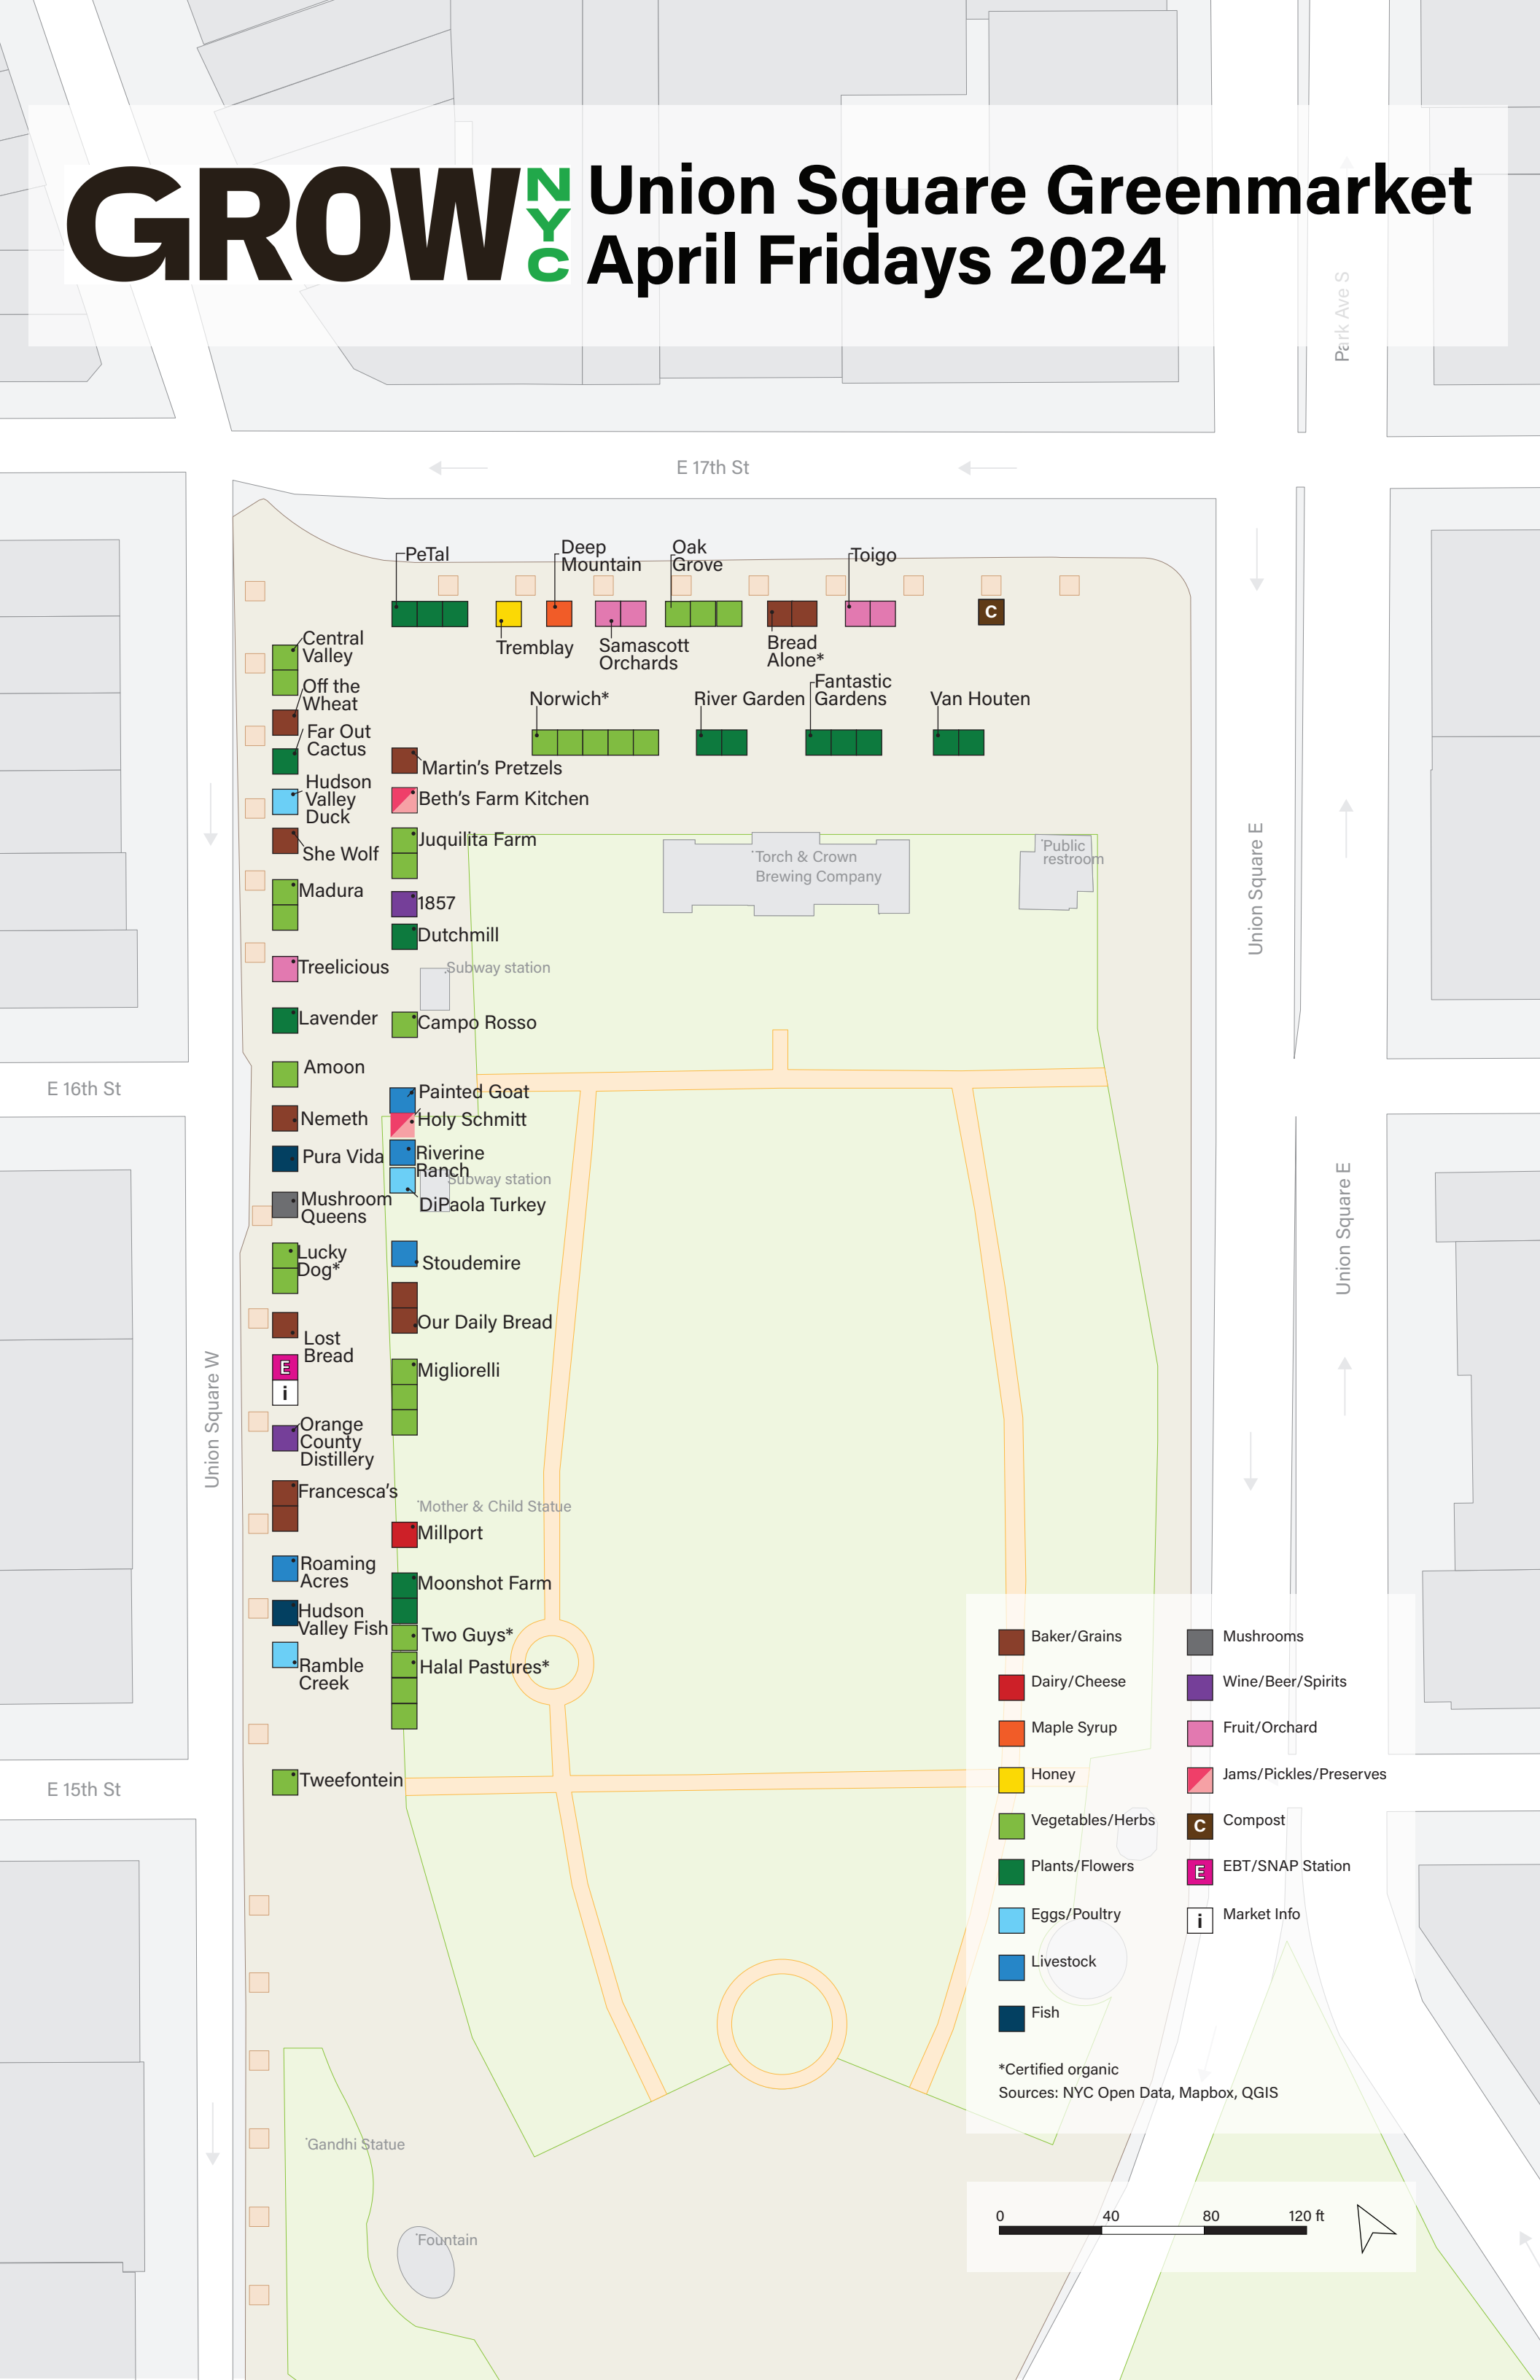 GROW NYC
Union Square Greenmarket
April Fridays 2024
Park Ave S
E 17th St
PeTal
Deep
Mountain
Oak
Grove
Toigo
C
Tremblay
Samascott
Orchards
Bread
Alone*
Central
Valley
Off the
Wheat
Far Out
Cactus
Hudson
Valley
Duck
She Wolf
Madura
Treelicious
Lavender
Amoon
Nemeth
Pura Vida
Mushroom
Queens
Lucky
Dog*
Lost
Bread
E
i
Orange
County
Distillery
Francesca's
Roaming
Acres
Hudson
Valley Fish
Ramble
Creek
Tweefontein
Norwich*
River Garden
Fantastic
Gardens
Van Houten
Martin's Pretzels
Beth's Farm Kitchen
Juquilita Farm
1857
Dutchmill
Subway station
Campo Rosso
Painted Goat
Holy Schmitt
Riverine
Ranch
Subway station
DiPaola Turkey
Stoudemire
Our Daily Bread
Migliorelli
Mother & Child Statue
Millport
Moonshot Farm
Two Guys*
Halal Pastures*
Torch & Crown
Brewing Company
Public
restroom
Union Square E
Union Square E
E 16th St
Union Square W
E 15th St
Gandhi Statue
Fountain
Baker/Grains
Dairy/Cheese
Maple Syrup
Honey
Vegetables/Herbs
Plants/Flowers
Eggs/Poultry
Livestock
Fish
Mushrooms
Wine/Beer/Spirits
Fruit/Orchard
Jams/Pickles/Preserves
C Compost
E EBT/SNAP Station
i Market Info
*Certified organic
Sources: NYC Open Data, Mapbox, QGIS
0 40 80 120 ft